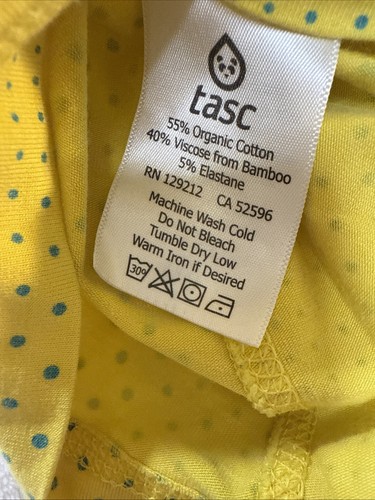 tasc
55% Organic Cotton
40% Viscose from Bamboo
5% Elastane
RN 129212 CA 52596
Machine Wash Cold
Do Not Bleach
Tumble Dry Low
Warm Iron if Desired
30°